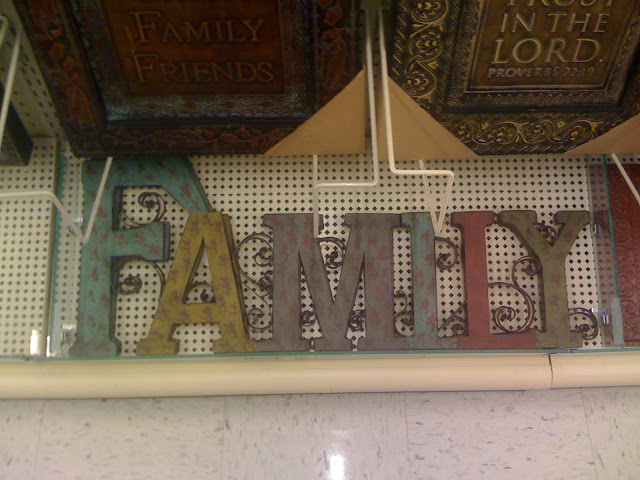 FAMILY
FRIENDS
TRUST
IN THE
LORD.
PROVERBS 22:19
FAMILY